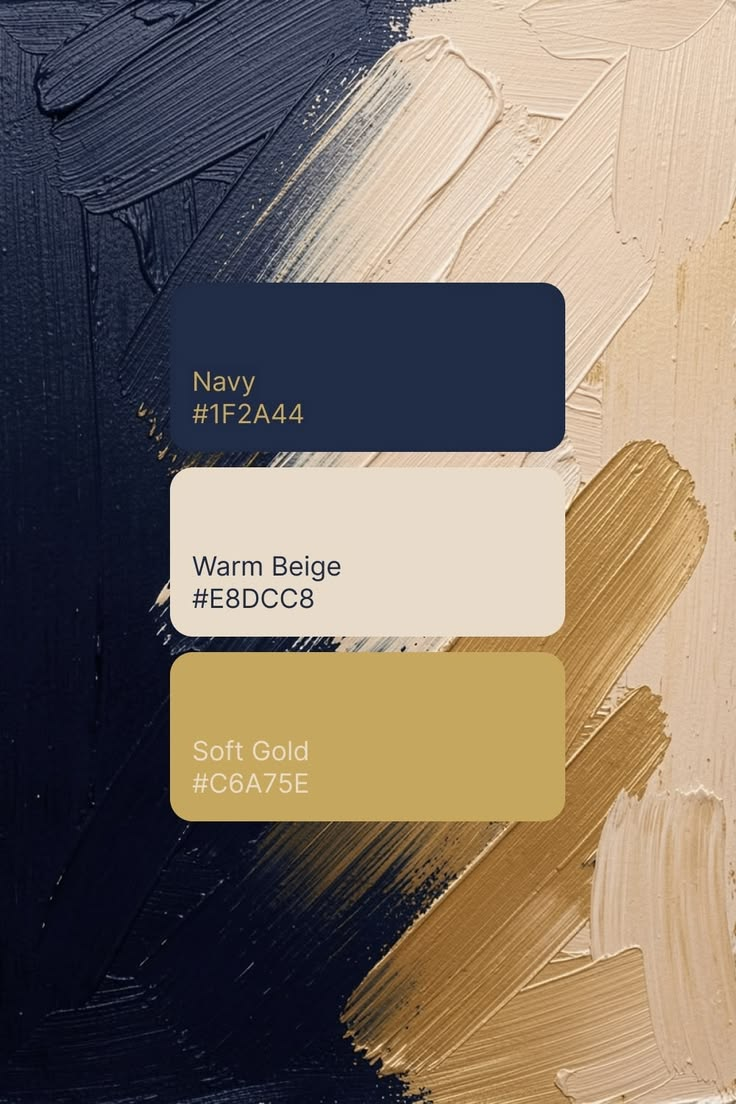 Navy
#1F2A44
Warm Beige
#E8DCC8
Soft Gold
#C6A75E